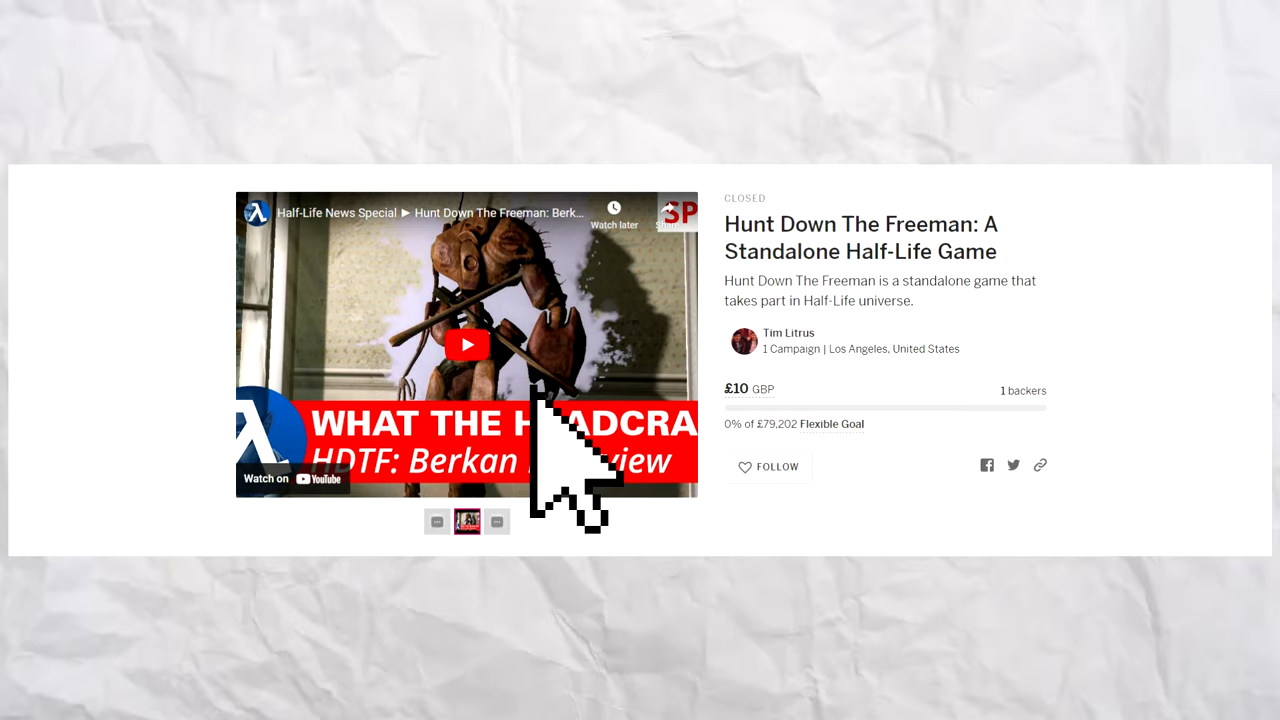 Half-Life News Special ► Hunt Down The Freeman: Berk...
Watch later
Share
SP
WHAT THE H ADCRA
HDTF: Berkan view
Watch on YouTube
CLOSED
Hunt Down The Freeman: A
Standalone Half-Life Game
Hunt Down The Freeman is a standalone game that
takes part in Half-Life universe.
Tim Litrus
1 Campaign | Los Angeles, United States
£10 GBP
1 backers
0% of £79,202 Flexible Goal
FOLLOW